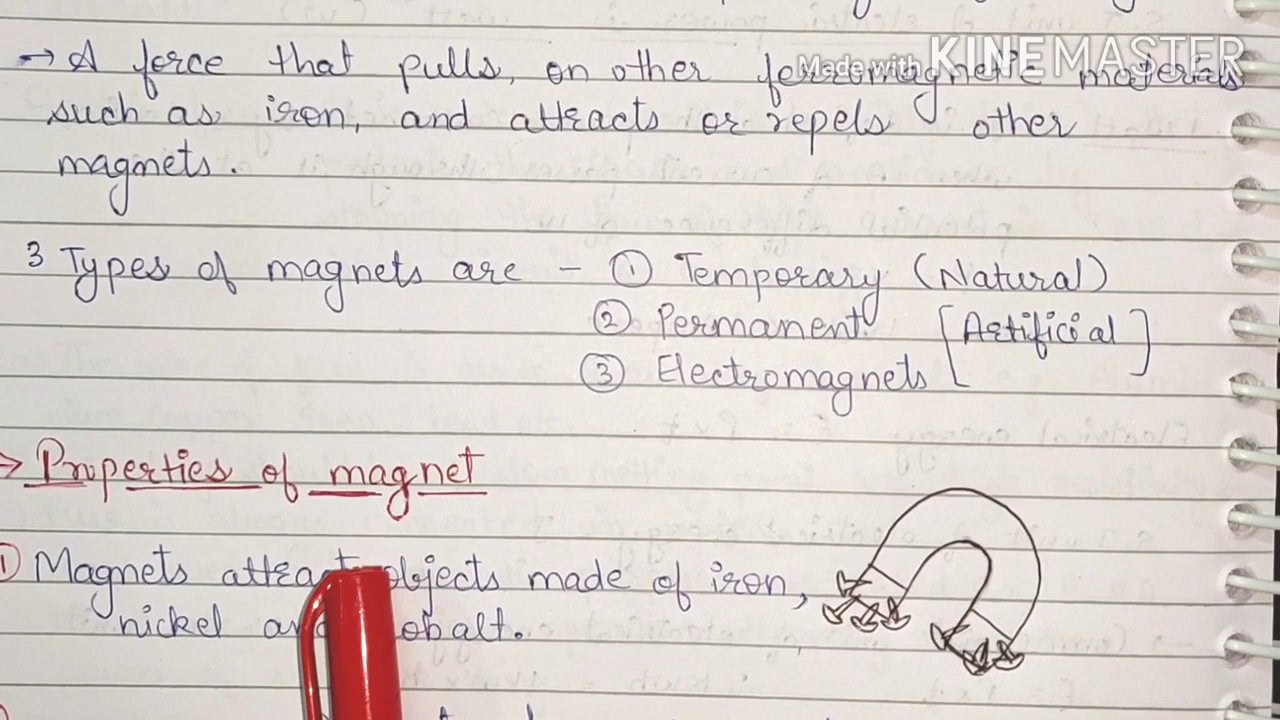 Made with KINEMASTER
→ A force that pulls, on other ferromagnetic materials
such as iron, and attracts or repels other
magnets.
3 Types of magnets are - ① Temporary (Natural)
② Permanent [Artificial]
③ Electromagnets
→ Properties of magnet
① Magnets attract objects made of iron,
nickel and cobalt.